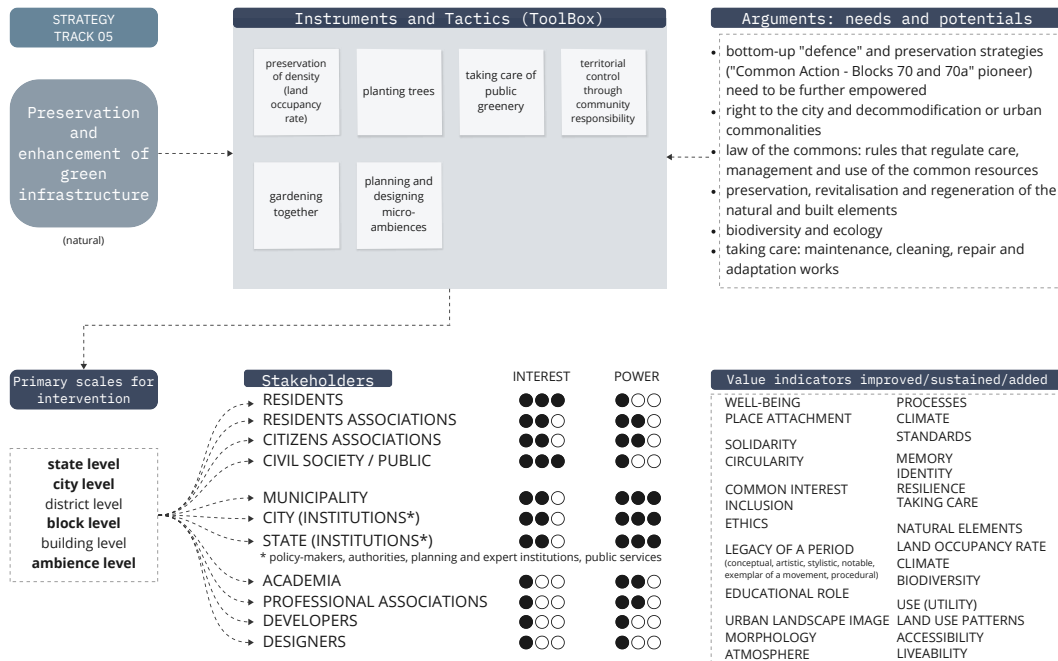 STRATEGY
TRACK 05
Preservation
and
enhancement of
green
infrastructure
(natural)
Instruments and Tactics (ToolBox)
preservation
of density
(land
occupancy
rate)
planting trees
taking care of
public
greenery
territorial
control
through
community
responsibility
gardening
together
planning and
designing
micro-
ambiences
Arguments: needs and potentials
• bottom-up "defence" and preservation strategies
("Common Action - Blocks 70 and 70a" pioneer)
need to be further empowered
• right to the city and decommodification or urban
commonalities
• law of the commons: rules that regulate care,
management and use of the common resources
• preservation, revitalisation and regeneration of the
natural and built elements
• biodiversity and ecology
• taking care: maintenance, cleaning, repair and
adaptation works
Primary scales for
intervention
state level
city level
district level
block level
building level
ambience level
Stakeholders
INTEREST
POWER
RESIDENTS
RESIDENTS ASSOCIATIONS
CITIZENS ASSOCIATIONS
CIVIL SOCIETY / PUBLIC
MUNICIPALITY
CITY (INSTITUTIONS*)
STATE (INSTITUTIONS*)
* policy-makers, authorities, planning and expert institutions, public services
ACADEMIA
PROFESSIONAL ASSOCIATIONS
DEVELOPERS
DESIGNERS
Value indicators improved/sustained/added
WELL-BEING
PLACE ATTACHMENT
SOLIDARITY
CIRCULARITY
COMMON INTEREST
INCLUSION
ETHICS
LEGACY OF A PERIOD
(conceptual, artistic, stylistic, notable,
exemplar of a movement, procedural)
EDUCATIONAL ROLE
URBAN LANDSCAPE IMAGE
MORPHOLOGY
ATMOSPHERE
PROCESSES
CLIMATE
STANDARDS
MEMORY
IDENTITY
RESILIENCE
TAKING CARE
NATURAL ELEMENTS
LAND OCCUPANCY RATE
CLIMATE
BIODIVERSITY
USE (UTILITY)
LAND USE PATTERNS
ACCESSIBILITY
LIVEABILITY